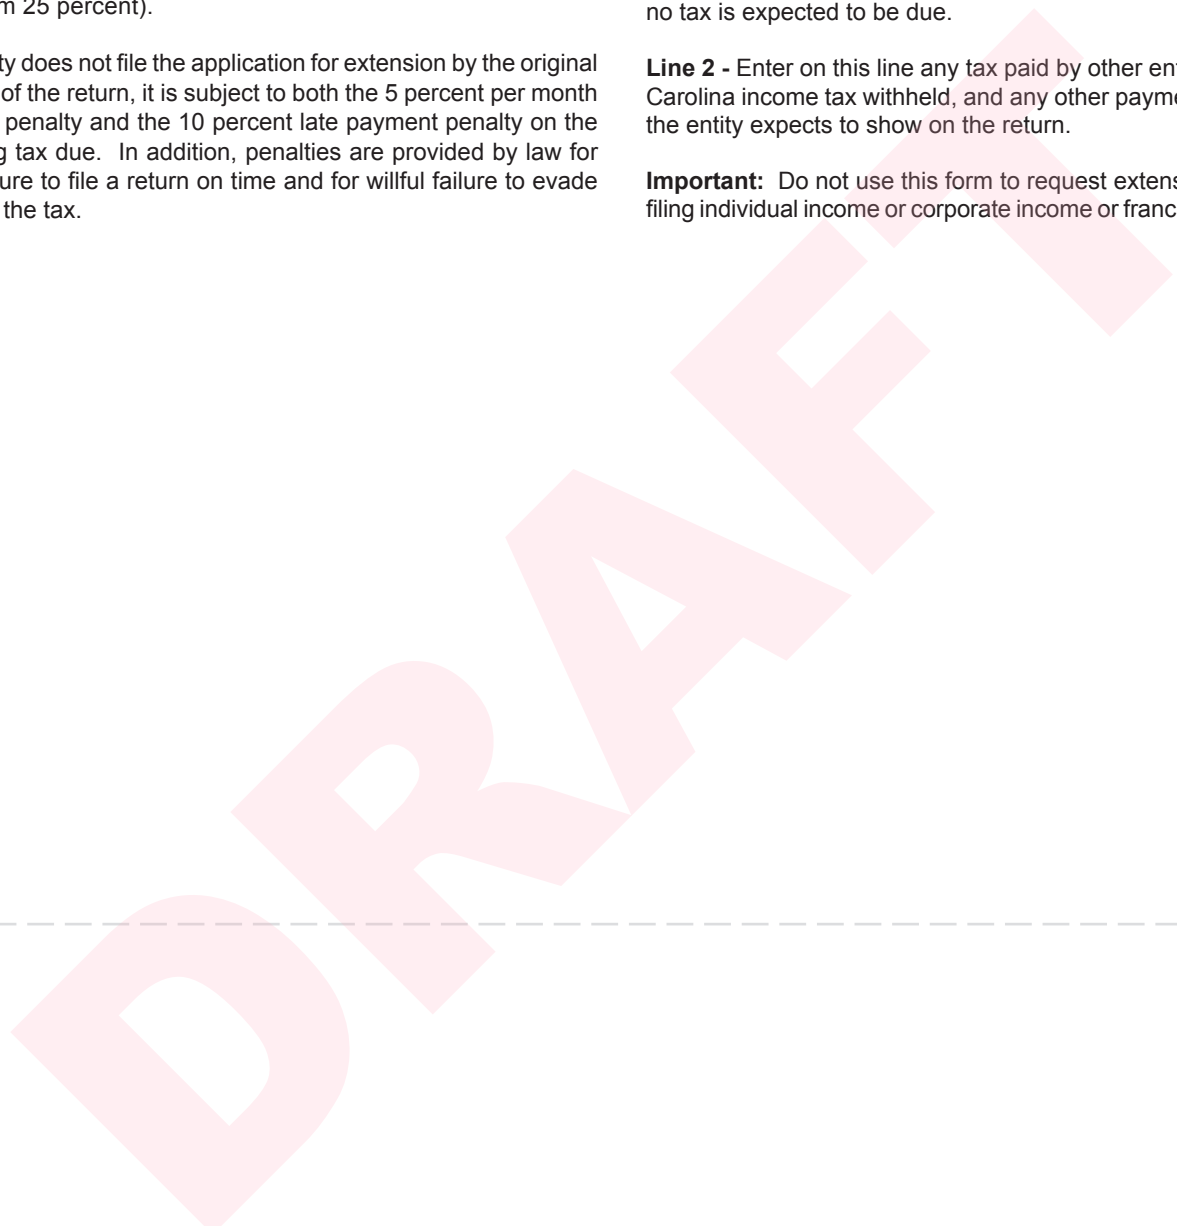 m 25 percent).
ty does not file the application for extension by the original
of the return, it is subject to both the 5 percent per month
penalty and the 10 percent late payment penalty on the
g tax due. In addition, penalties are provided by law for
ure to file a return on time and for willful failure to evade
the tax.
no tax is expected to be due.
Line 2 - Enter on this line any tax paid by other ent
Carolina income tax withheld, and any other payme
the entity expects to show on the return.
Important: Do not use this form to request extens
filing individual income or corporate income or franc
DRAFT